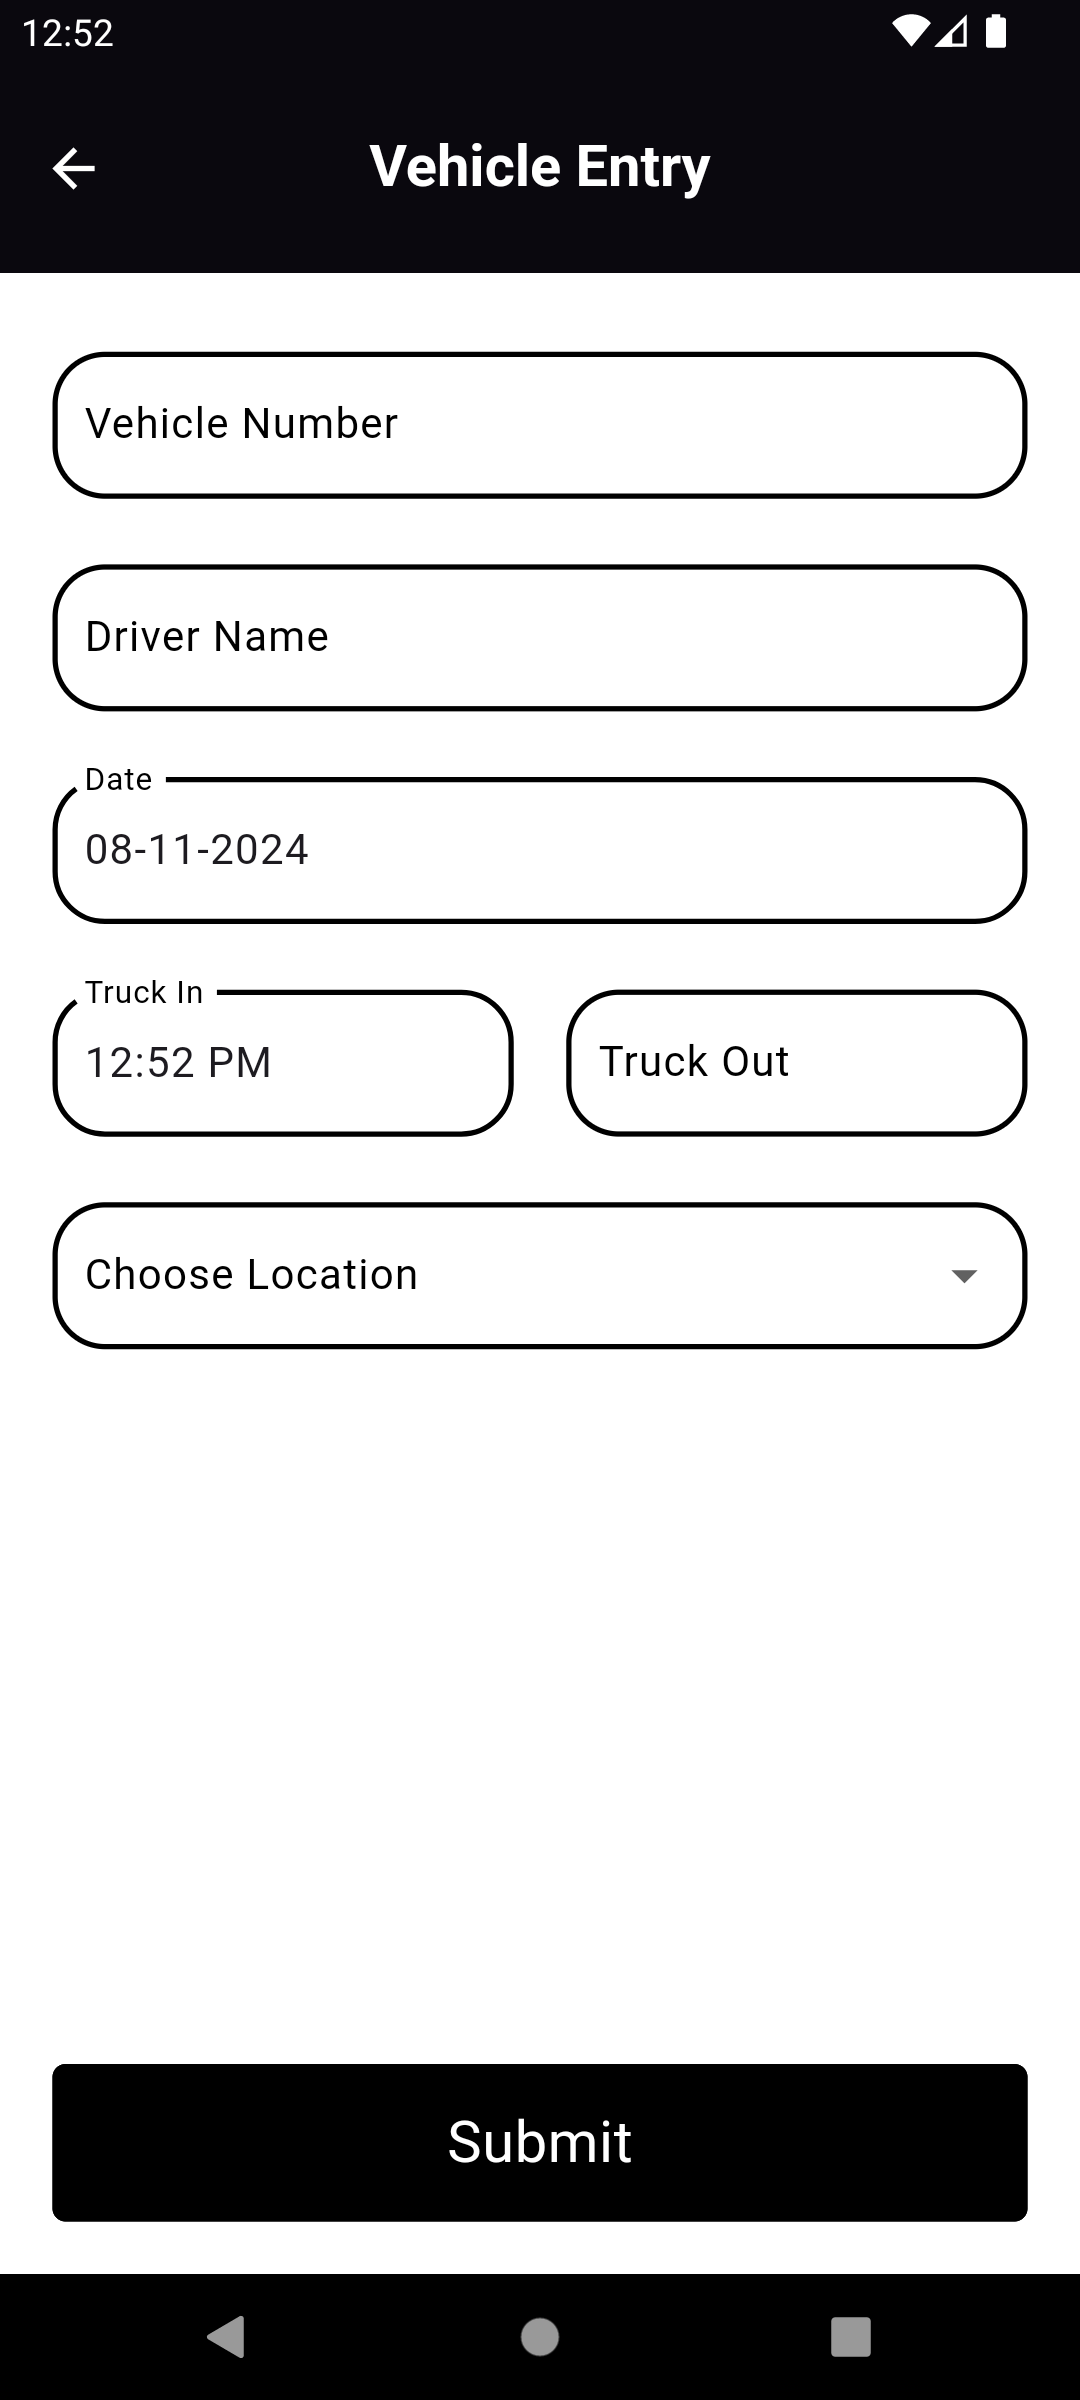 12:52
Vehicle Entry
Vehicle Number
Driver Name
Date
08-11-2024
Truck In
12:52 PM
Truck Out
Choose Location
Submit